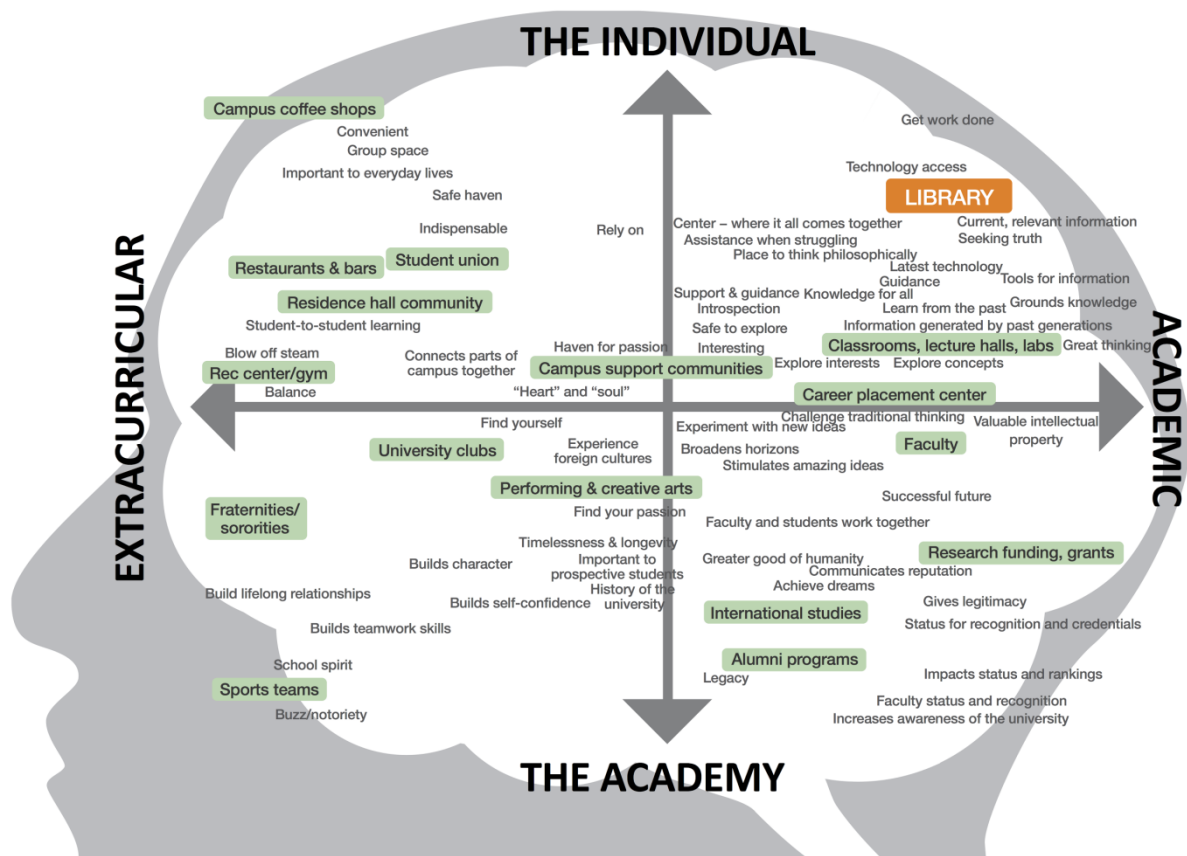 THE INDIVIDUAL
Campus coffee shops
Convenient
Group space
Important to everyday lives
Safe haven
Indispensable
Restaurants & bars
Student union
Residence hall community
Student-to-student learning
Blow off steam
Rec center/gym
Balance
Connects parts of
campus together
Rely on
Haven for passion
Campus support communities
"Heart" and "soul"
Get work done
Technology access
LIBRARY
Center – where it all comes together
Current, relevant information
Assistance when struggling
Seeking truth
Place to think philosophically
Latest technology
Guidance
Tools for information
Support & guidance
Knowledge for all
Introspection
Learn from the past
Grounds knowledge
Safe to explore
Information generated by past generations
Interesting
Classrooms, lecture halls, labs
Great thinking
Explore interests
Explore concepts
Career placement center
EXTRACURRICULAR
ACADEMIC
Find yourself
University clubs
Experience
foreign cultures
Performing & creative arts
Find your passion
Fraternities/
sororities
Timelessness & longevity
Builds character
Important to
prospective students
History of the
university
Build lifelong relationships
Builds self-confidence
Builds teamwork skills
School spirit
Sports teams
Buzz/notoriety
Challenge traditional thinking
Experiment with new ideas
Valuable intellectual
property
Faculty
Broadens horizons
Stimulates amazing ideas
Successful future
Faculty and students work together
Research funding, grants
Greater good of humanity
Communicates reputation
Achieve dreams
International studies
Gives legitimacy
Status for recognition and credentials
Alumni programs
Legacy
Impacts status and rankings
Faculty status and recognition
Increases awareness of the university
THE ACADEMY